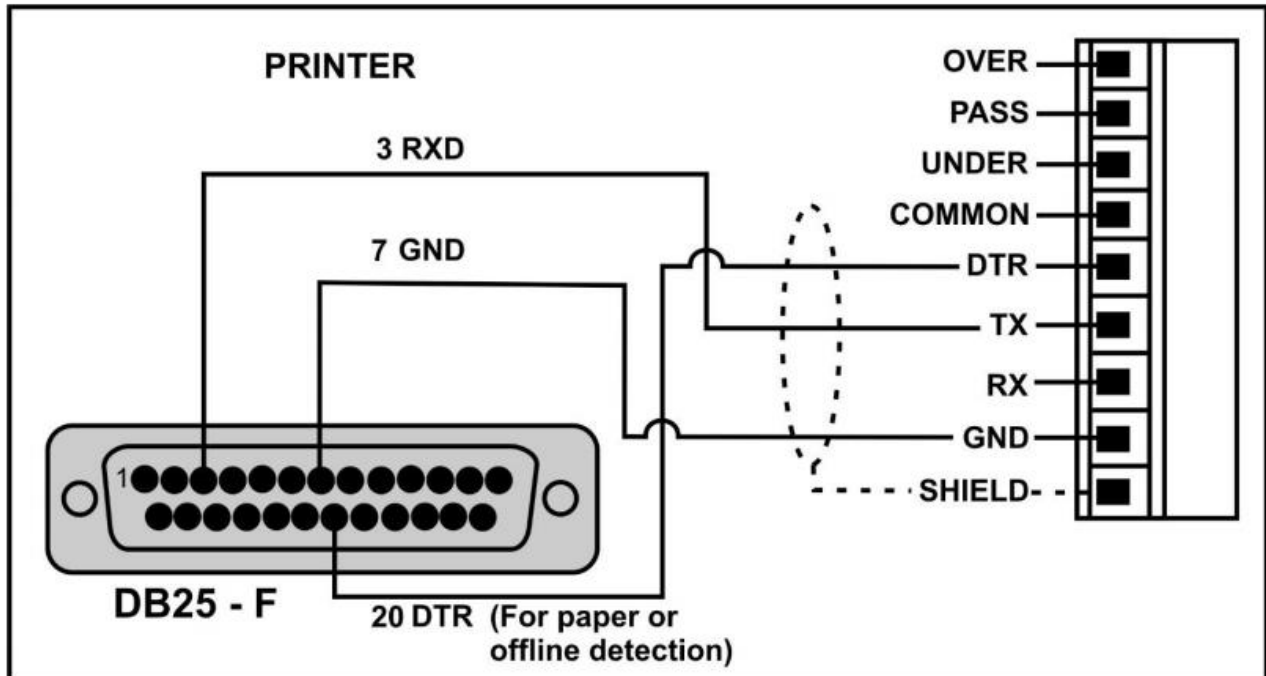 PRINTER
OVER
PASS
3 RXD
UNDER
COMMON
7 GND
DTR
TX
RX
GND
1
SHIELD
DB25 - F
20 DTR (For paper or
offline detection)